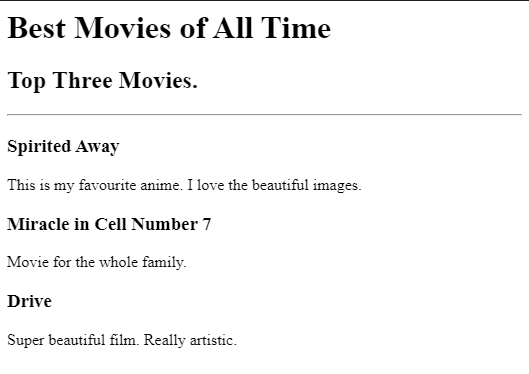 Best Movies of All Time
Top Three Movies.
Spirited Away
This is my favourite anime. I love the beautiful images.
Miracle in Cell Number 7
Movie for the whole family.
Drive
Super beautiful film. Really artistic.